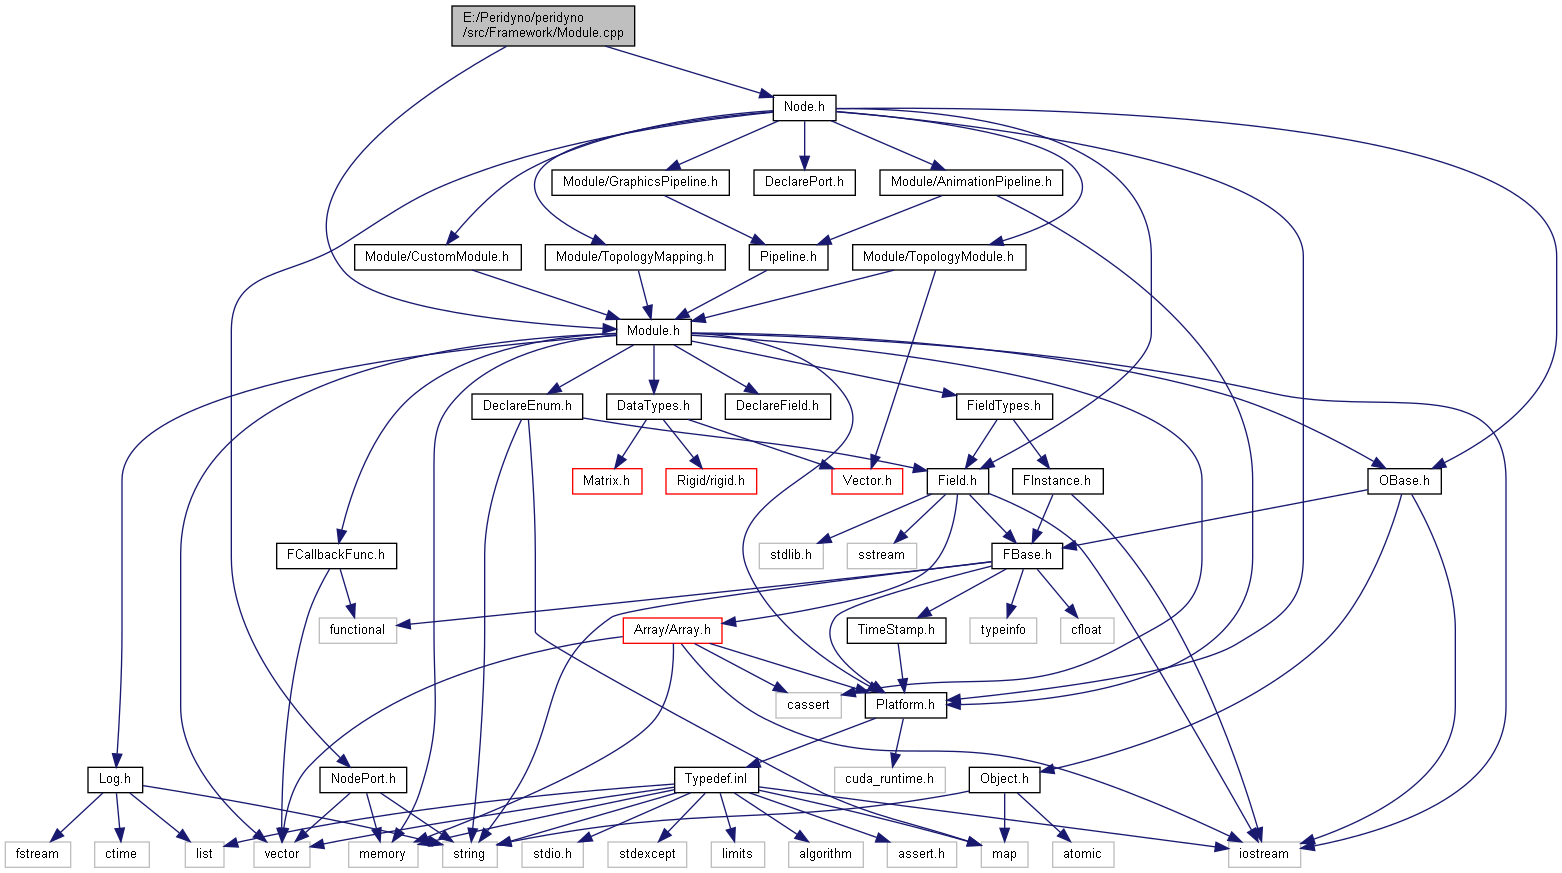 E:/Peridyno/peridyno
/src/Framework/Module.cpp
Node.h
Module/GraphicsPipeline.h
DeclarePort.h
Module/AnimationPipeline.h
Module/CustomModule.h
Module/TopologyMapping.h
Pipeline.h
Module/TopologyModule.h
Module.h
DeclareEnum.h
DataTypes.h
DeclareField.h
FieldTypes.h
Matrix.h
Rigid/rigid.h
Vector.h
Field.h
FInstance.h
OBase.h
FCallbackFunc.h
stdlib.h
sstream
FBase.h
functional
Array/Array.h
TimeStamp.h
typeinfo
cfloat
cassert
Platform.h
Log.h
NodePort.h
Typedef.inl
cuda_runtime.h
Object.h
fstream
ctime
list
vector
memory
string
stdio.h
stdexcept
limits
algorithm
assert.h
map
atomic
iostream